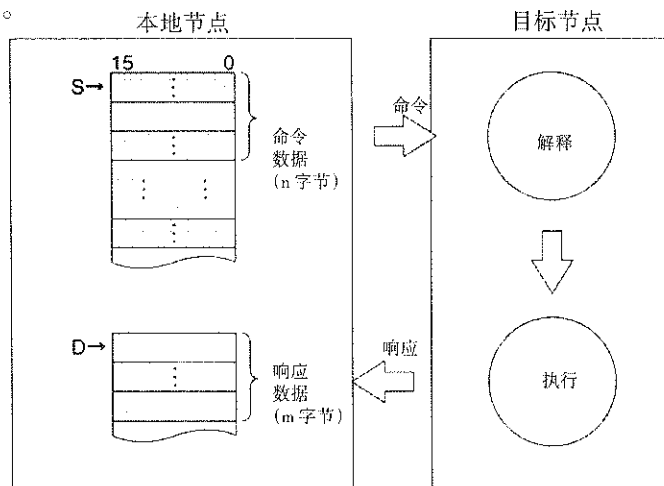 本地节点
目标节点
15 0
S→
命令
数据
(n 字节)
命令
解释
D→
响应
数据
(m 字节)
响应
执行